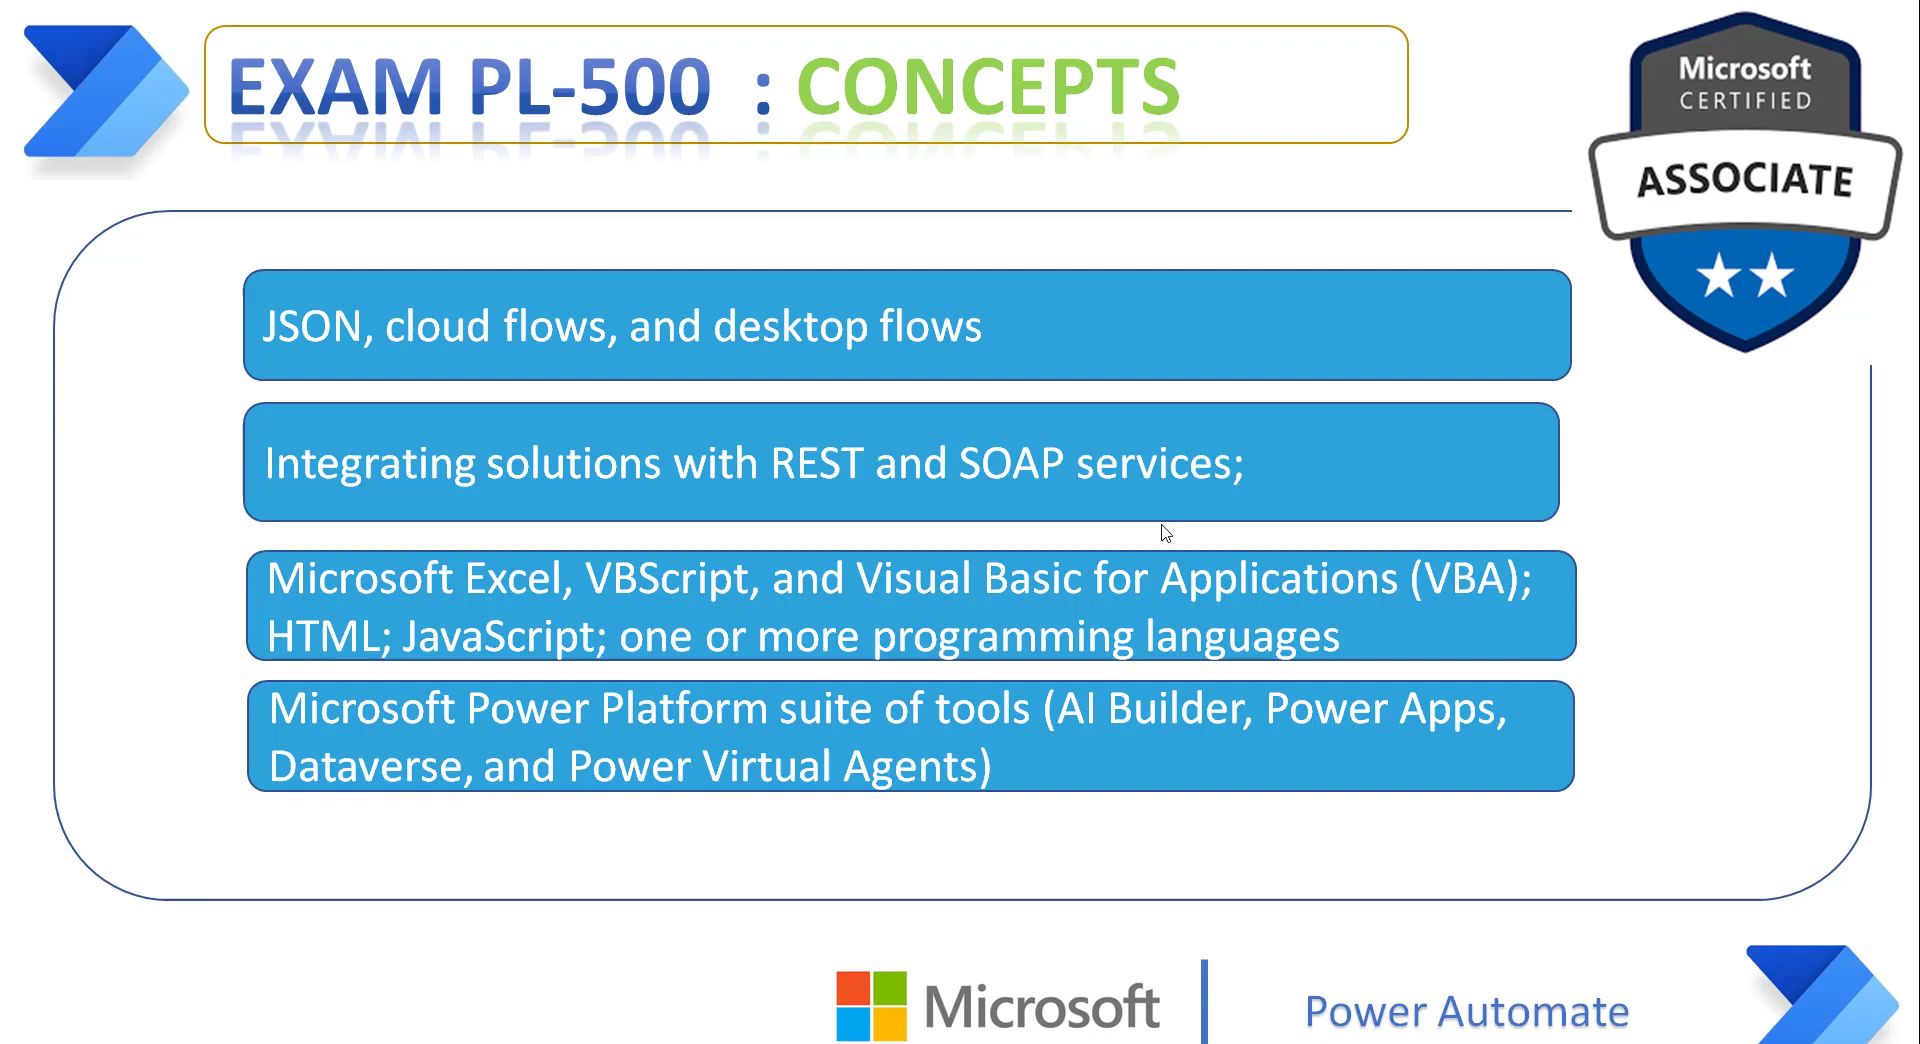 EXAM PL-500 : CONCEPTS
Microsoft
CERTIFIED
ASSOCIATE
JSON, cloud flows, and desktop flows
Integrating solutions with REST and SOAP services;
Microsoft Excel, VBScript, and Visual Basic for Applications (VBA);
HTML; JavaScript; one or more programming languages
Microsoft Power Platform suite of tools (AI Builder, Power Apps,
Dataverse, and Power Virtual Agents)
Microsoft
Power Automate